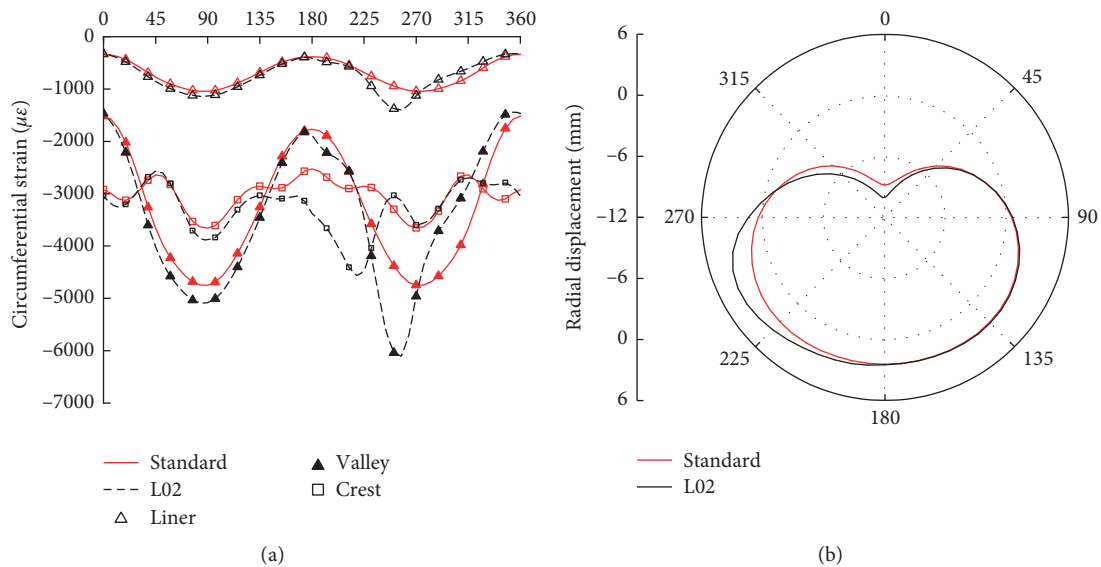 0 45 90 135 180 225 270 315 360
0
–1000
–2000
–3000
–4000
–5000
–6000
–7000
Circumferential strain (με)
Standard
L02
Liner
Valley
Crest
(a)
6
0
–6
–12
–6
0
6
Radial displacement (mm)
0
45
90
135
180
225
270
315
Standard
L02
(b)